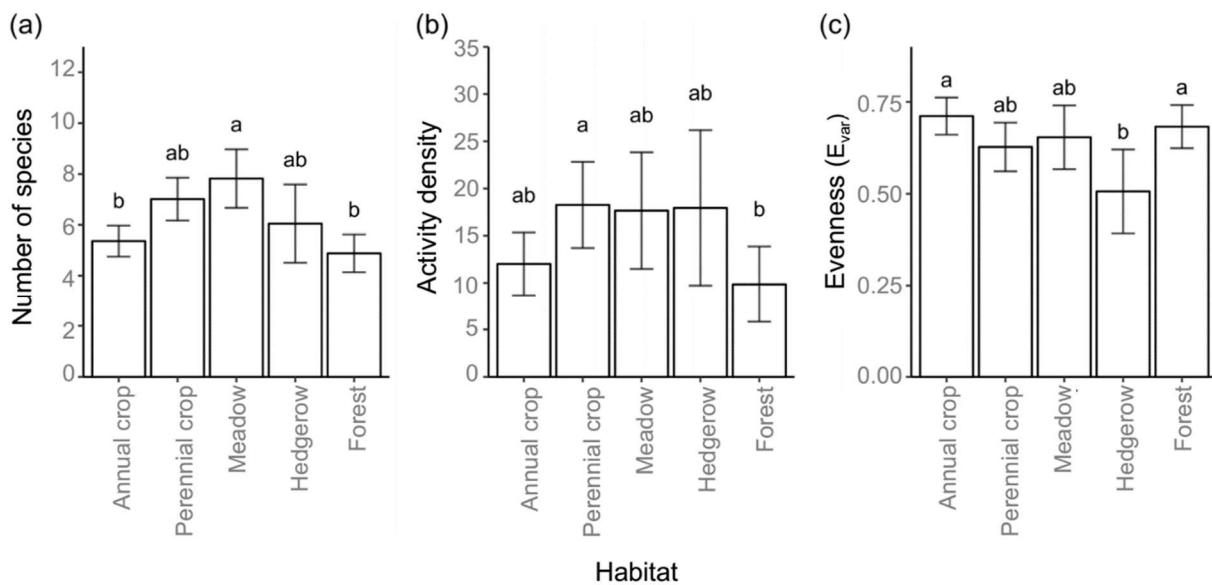 (a)
Number of species
12
10
8
6
4
2
0
b
ab
a
ab
b
Annual crop
Perennial crop
Meadow
Hedgerow
Forest
(b)
Activity density
35
30
25
20
15
10
5
0
ab
a
ab
ab
b
Annual crop
Perennial crop
Meadow
Hedgerow
Forest
(c)
Evenness (Evar)
0.75
0.50
0.25
0.00
a
ab
ab
b
a
Annual crop
Perennial crop
Meadow
Hedgerow
Forest
Habitat